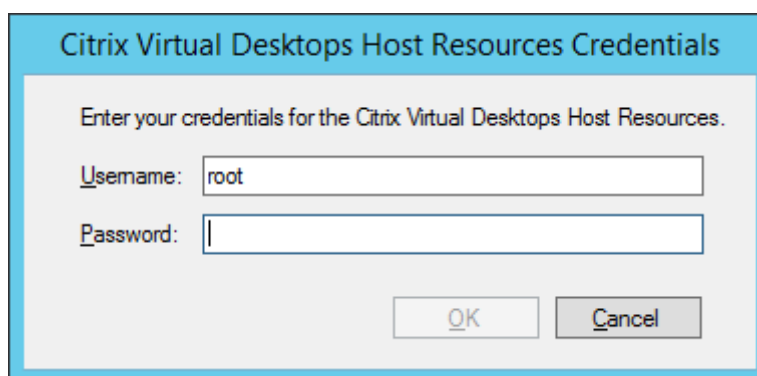 Citrix Virtual Desktops Host Resources Credentials
Enter your credentials for the Citrix Virtual Desktops Host Resources.
Username: root
Password:
OK Cancel